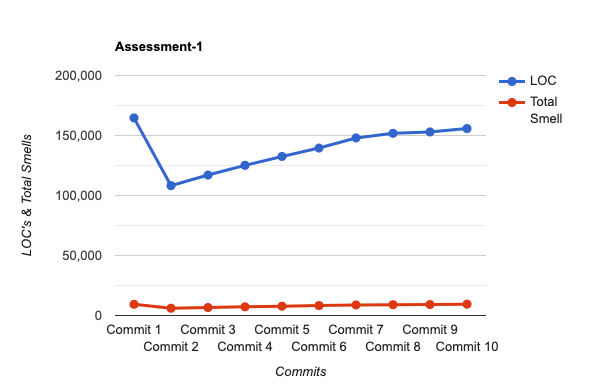 Assessment-1
200,000
150,000
100,000
50,000
0
LOC's & Total Smells
Commit 1
Commit 2
Commit 3
Commit 4
Commit 5
Commit 6
Commit 7
Commit 8
Commit 9
Commit 10
Commits
LOC
Total
Smell